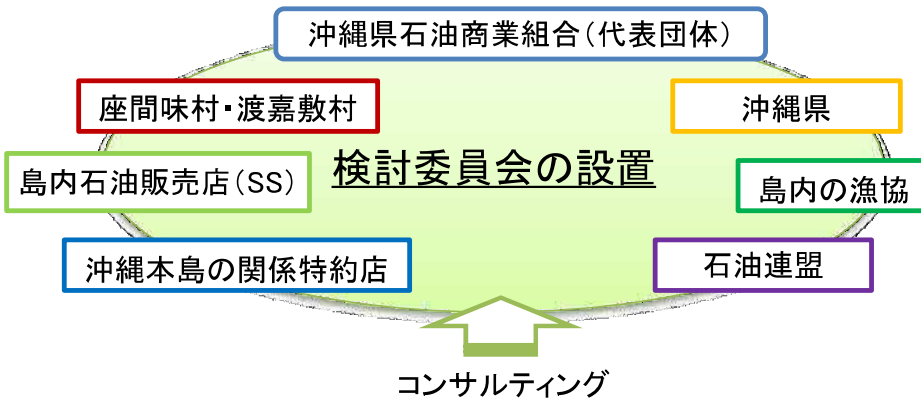 沖縄県石油商業組合(代表団体)
座間味村・渡嘉敷村
沖縄県
検討委員会の設置
島内石油販売店(SS)
島内の漁協
沖縄本島の関係特約店
石油連盟
コンサルティング